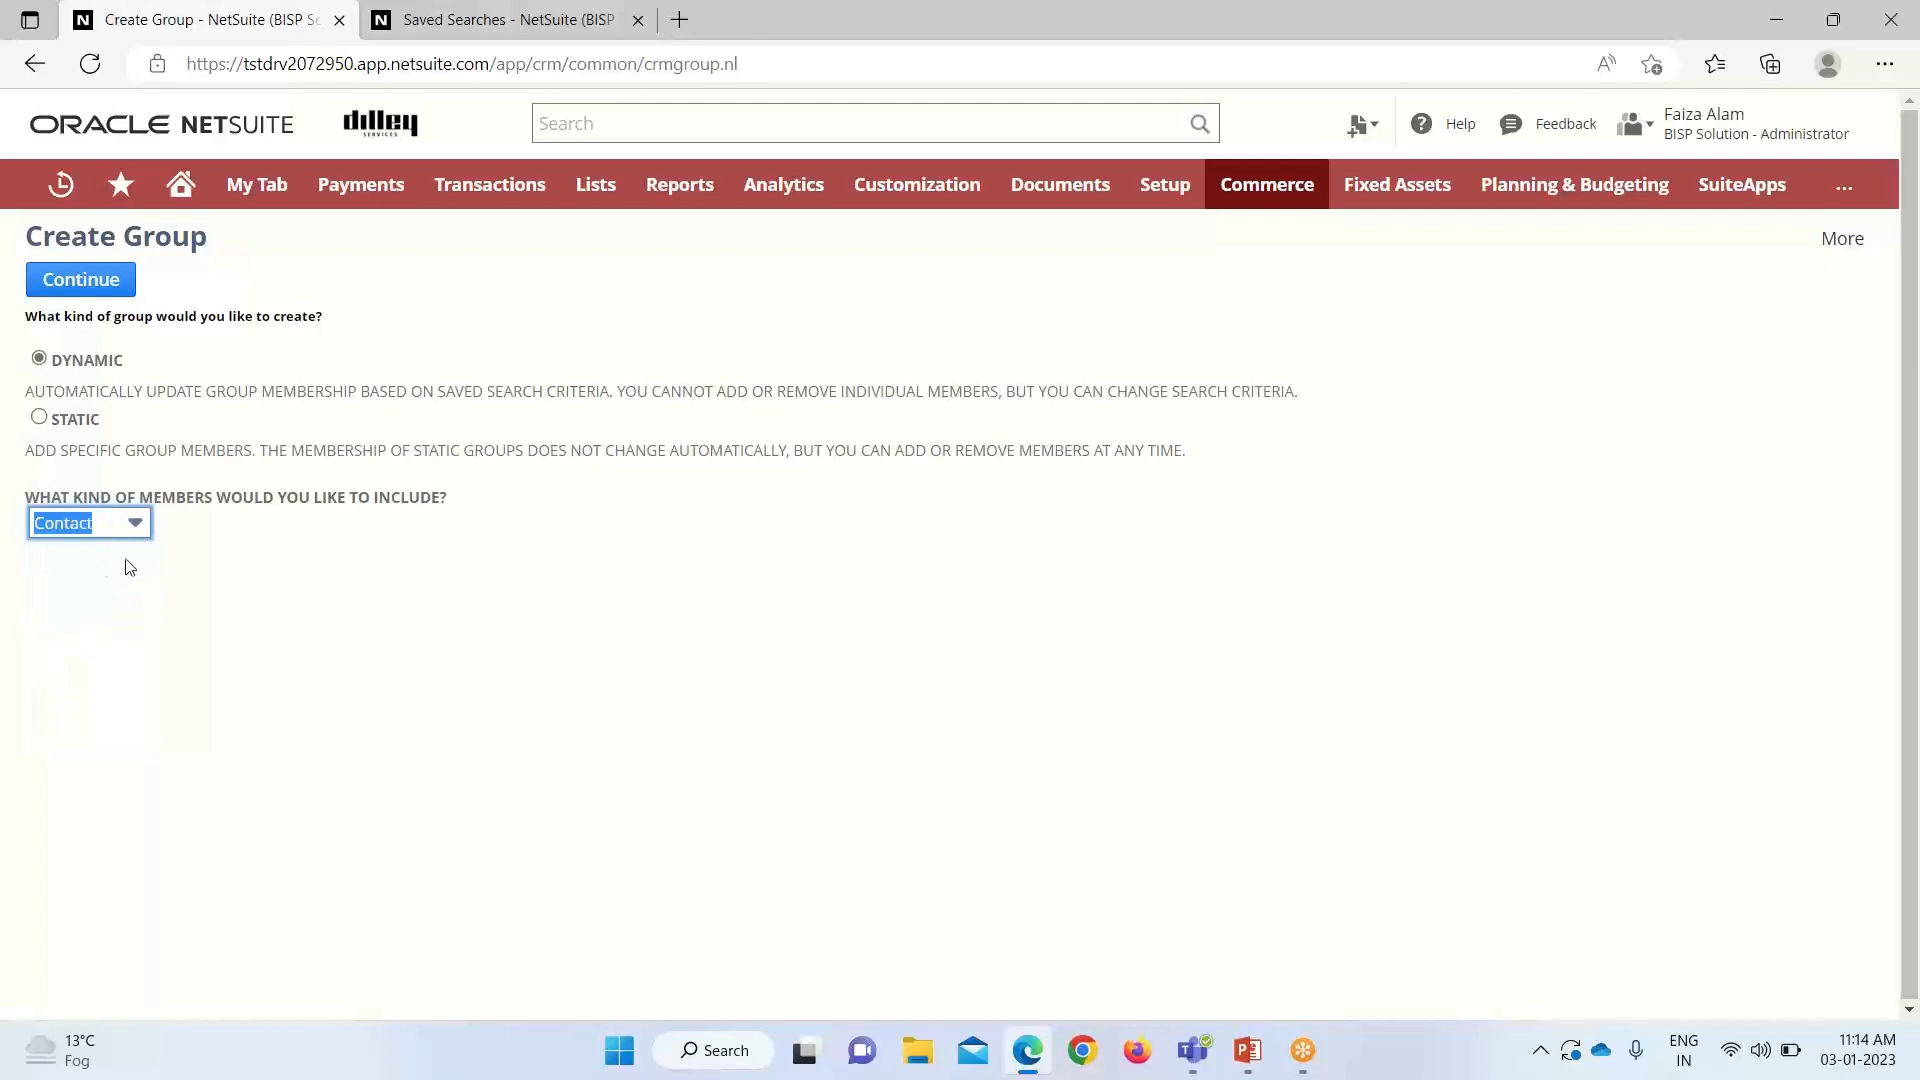 Create Group - NetSuite (BISP So
Saved Searches - NetSuite (BISP
https://tstdrv2072950.app.netsuite.com/app/crm/common/crmgroup.nl
ORACLE NETSUITE
dilley
SERVICES
Search
Help
Feedback
Faiza Alam
BISP Solution - Administrator
My Tab
Payments
Transactions
Lists
Reports
Analytics
Customization
Documents
Setup
Commerce
Fixed Assets
Planning & Budgeting
SuiteApps
...
Create Group
More
Continue
What kind of group would you like to create?
DYNAMIC
AUTOMATICALLY UPDATE GROUP MEMBERSHIP BASED ON SAVED SEARCH CRITERIA. YOU CANNOT ADD OR REMOVE INDIVIDUAL MEMBERS, BUT YOU CAN CHANGE SEARCH CRITERIA.
STATIC
ADD SPECIFIC GROUP MEMBERS. THE MEMBERSHIP OF STATIC GROUPS DOES NOT CHANGE AUTOMATICALLY, BUT YOU CAN ADD OR REMOVE MEMBERS AT ANY TIME.
WHAT KIND OF MEMBERS WOULD YOU LIKE TO INCLUDE?
Contact
13°C
Fog
Search
ENG
IN
11:14 AM
03-01-2023